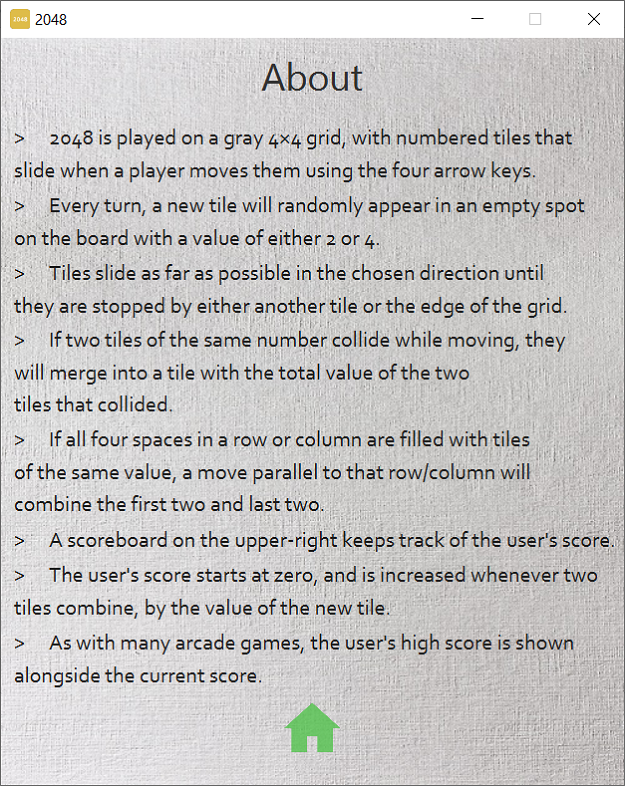 2048 2048
About
> 2048 is played on a gray 4×4 grid, with numbered tiles that
slide when a player moves them using the four arrow keys.
> Every turn, a new tile will randomly appear in an empty spot
on the board with a value of either 2 or 4.
> Tiles slide as far as possible in the chosen direction until
they are stopped by either another tile or the edge of the grid.
> If two tiles of the same number collide while moving, they
will merge into a tile with the total value of the two
tiles that collided.
> If all four spaces in a row or column are filled with tiles
of the same value, a move parallel to that row/column will
combine the first two and last two.
> A scoreboard on the upper-right keeps track of the user's score.
> The user's score starts at zero, and is increased whenever two
tiles combine, by the value of the new tile.
> As with many arcade games, the user's high score is shown
alongside the current score.